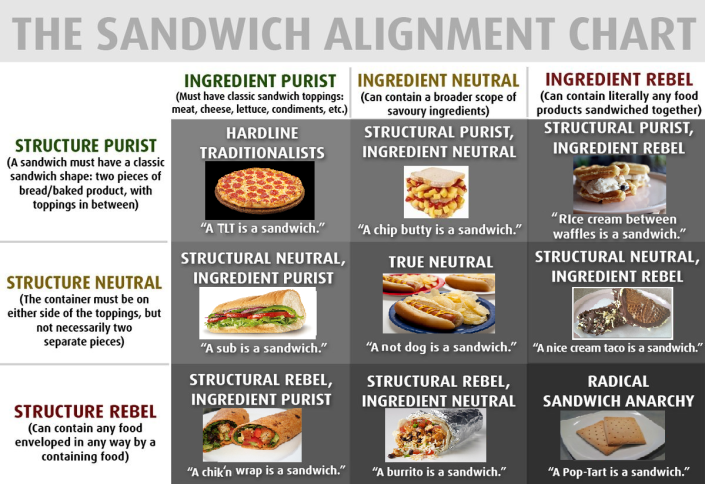 THE SANDWICH ALIGNMENT CHART
INGREDIENT PURIST
(Must have classic sandwich toppings:
meat, cheese, lettuce, condiments, etc.)
INGREDIENT NEUTRAL
(Can contain a broader scope of
savoury ingredients)
INGREDIENT REBEL
(Can contain literally any food
products sandwiched together)
STRUCTURE PURIST
(A sandwich must have a classic
sandwich shape: two pieces of
bread/baked product, with
toppings in between)
HARDLINE
TRADITIONALISTS
“A TLT is a sandwich.”
STRUCTURAL PURIST,
INGREDIENT NEUTRAL
“A chip butty is a sandwich.”
STRUCTURAL PURIST,
INGREDIENT REBEL
“RIce cream between
waffles is a sandwich.”
STRUCTURE NEUTRAL
(The container must be on
either side of the toppings, but
not necessarily two
separate pieces)
STRUCTURAL NEUTRAL,
INGREDIENT PURIST
“A sub is a sandwich.”
TRUE NEUTRAL
“A not dog is a sandwich.”
STRUCTURAL NEUTRAL,
INGREDIENT REBEL
“A nice cream taco is a sandwich.”
STRUCTURE REBEL
(Can contain any food
enveloped in any way by a
containing food)
STRUCTURAL REBEL,
INGREDIENT PURIST
“A chik’n wrap is a sandwich.”
STRUCTURAL REBEL,
INGREDIENT NEUTRAL
“A burrito is a sandwich.”
RADICAL
SANDWICH ANARCHY
“A Pop-Tart is a sandwich.”